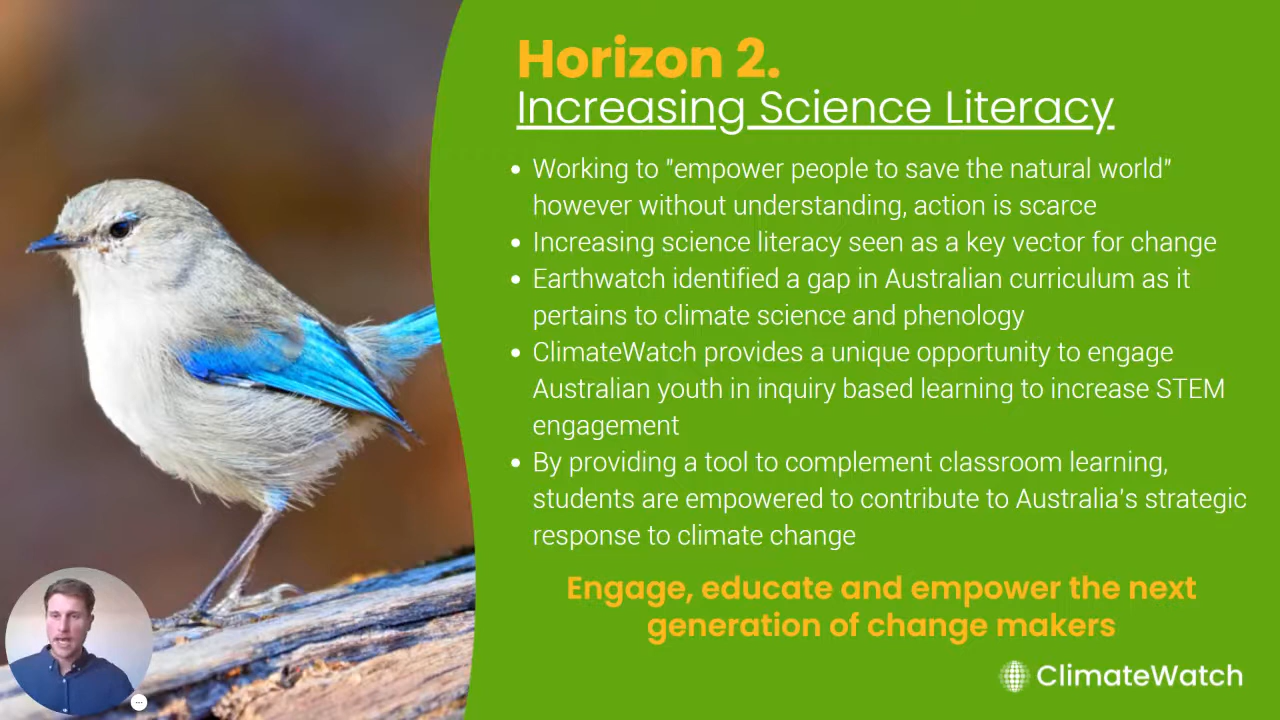 Horizon 2.
Increasing Science Literacy
• Working to "empower people to save the natural world"
however without understanding, action is scarce
• Increasing science literacy seen as a key vector for change
• Earthwatch identified a gap in Australian curriculum as it
pertains to climate science and phenology
• ClimateWatch provides a unique opportunity to engage
Australian youth in inquiry based learning to increase STEM
engagement
• By providing a tool to complement classroom learning,
students are empowered to contribute to Australia's strategic
response to climate change
Engage, educate and empower the next
generation of change makers
ClimateWatch